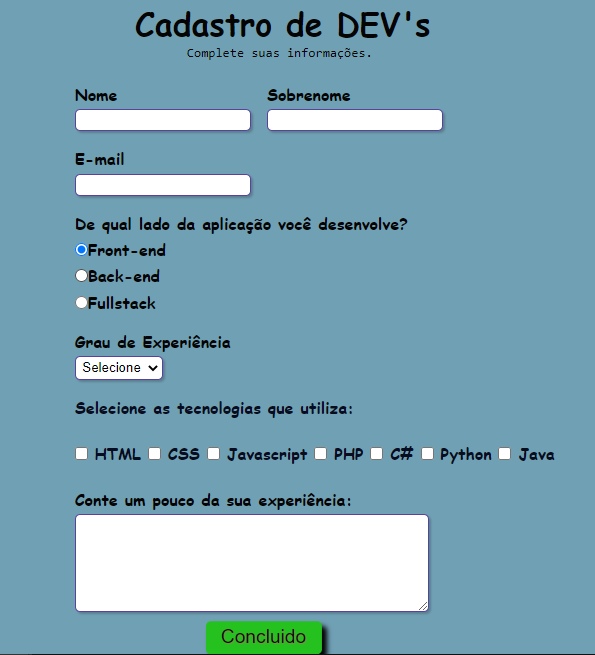 Cadastro de DEV's
Complete suas informações.
Nome Sobrenome
E-mail
De qual lado da aplicação você desenvolve?
Front-end
Back-end
Fullstack
Grau de Experiência
Selecione
Selecione as tecnologias que utiliza:
HTML CSS Javascript PHP C# Python Java
Conte um pouco da sua experiência:
Concluido